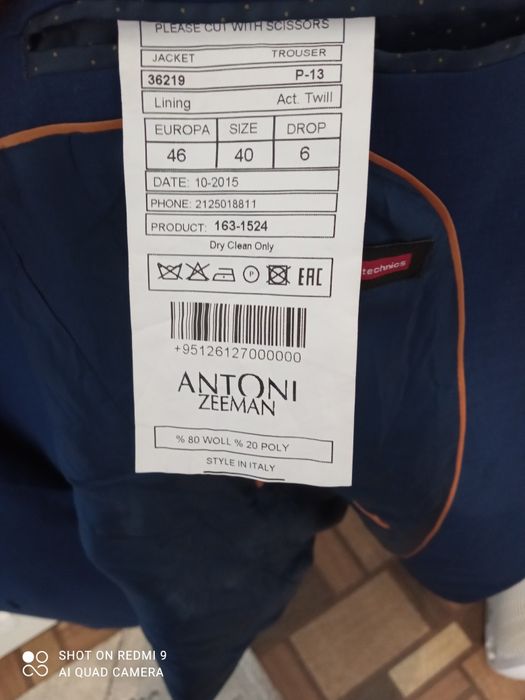 PLEASE CUT WITH SCISSORS
JACKET TROUSER
36219 P-13
Lining Act. Twill
EUROPA SIZE DROP
46 40 6
DATE: 10-2015
PHONE: 2125018811
PRODUCT: 163-1524
Dry Clean Only
P EAC
technics
+95126127000000
ANTONI
ZEEMAN
% 80 WOLL % 20 POLY
STYLE IN ITALY
SHOT ON REDMI 9
AI QUAD CAMERA